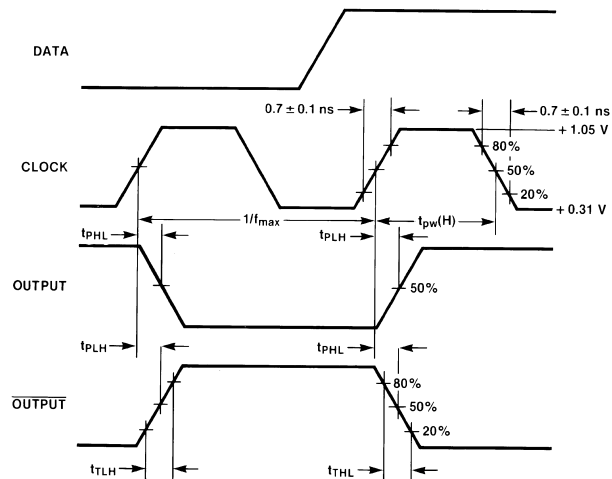 DATA
0.7 ± 0.1 ns
0.7 ± 0.1 ns
+ 1.05 V
80%
CLOCK
50%
20%
+ 0.31 V
1/fmax
tpw(H)
tPHL
tPLH
OUTPUT
50%
tPLH
tPHL
80%
OUTPUT
50%
20%
tTLH
tTHL